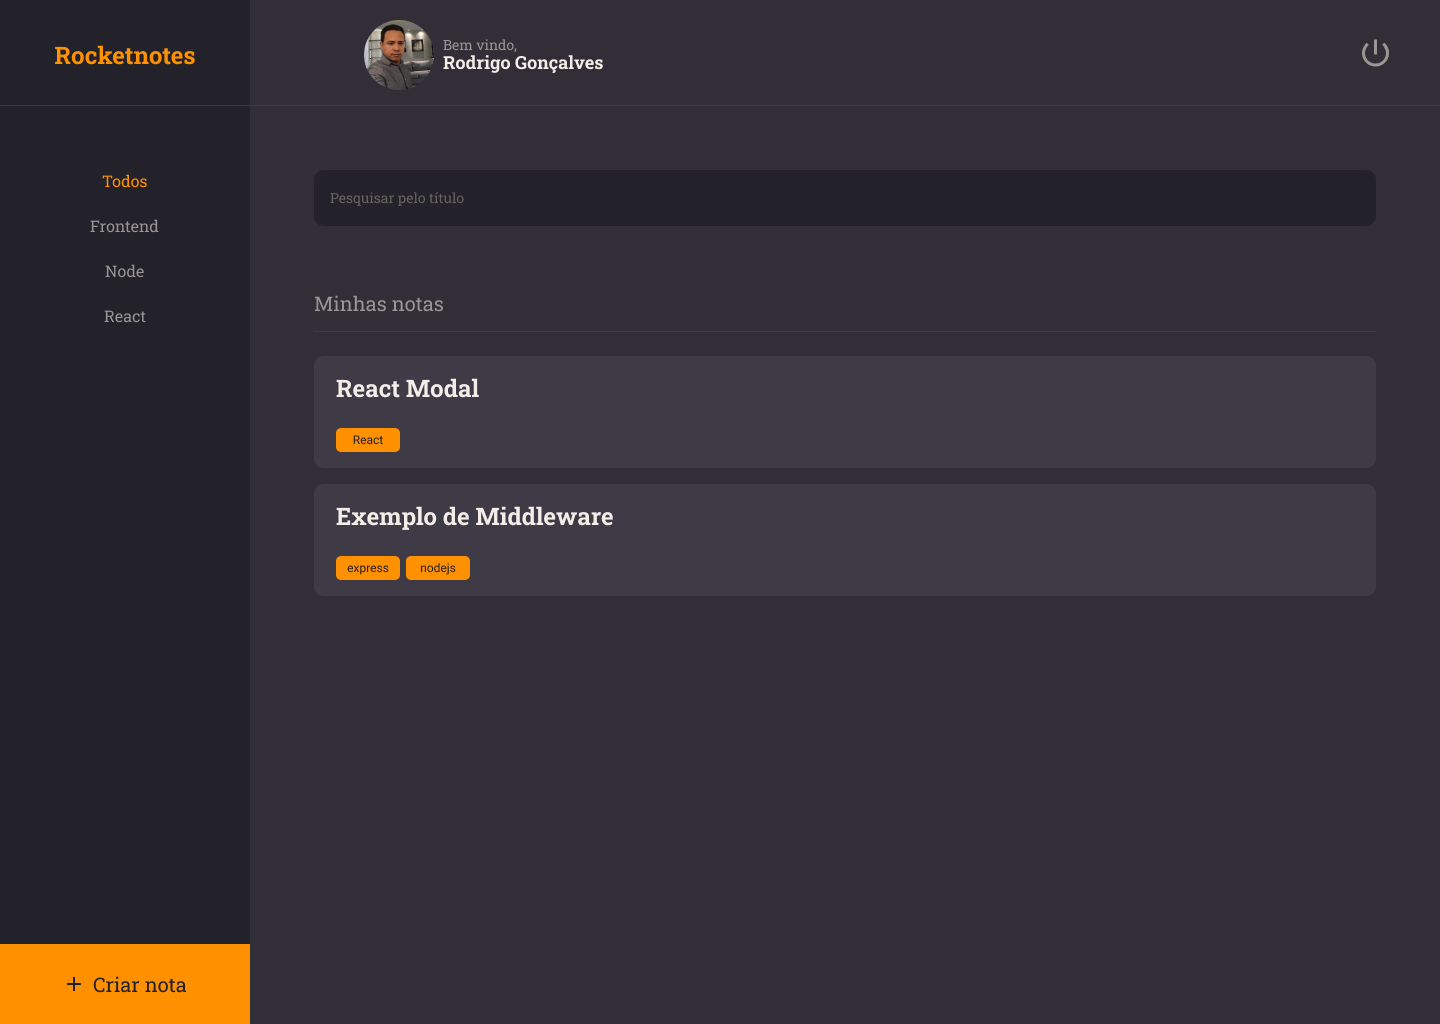 Rocketnotes
Bem vindo,
Rodrigo Gonçalves
Todos
Frontend
Node
React
Pesquisar pelo título
Minhas notas
React Modal
React
Exemplo de Middleware
express nodejs
+ Criar nota